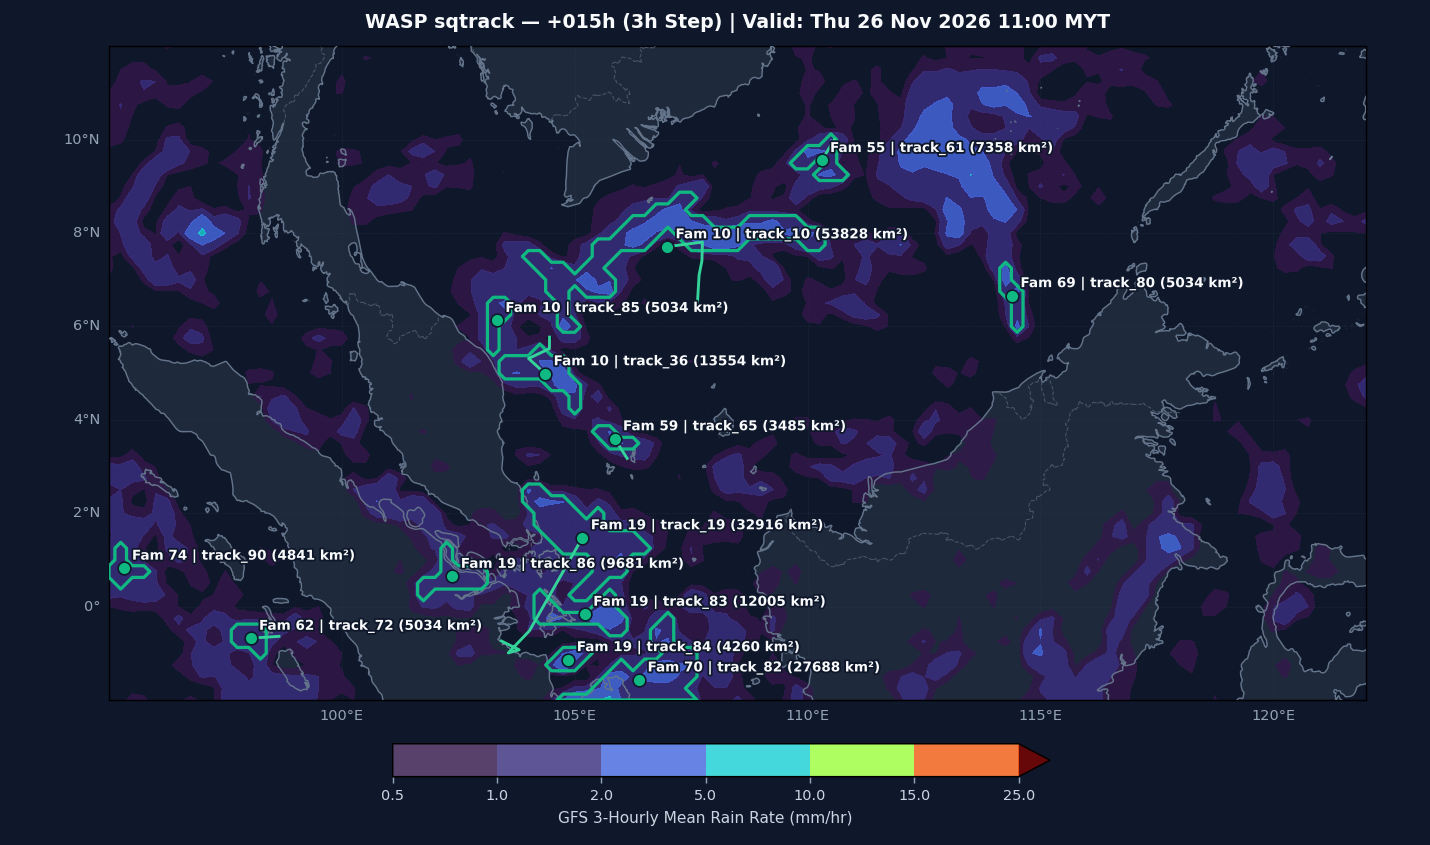 WASP sqtrack — +015h (3h Step) | Valid: Thu 26 Nov 2026 11:00 MYT
10°N
8°N
6°N
4°N
2°N
0°
Fam 55 | track_61 (7358 km²)
Fam 10 | track_10 (53828 km²)
Fam 69 | track_80 (5034 km²)
Fam 10 | track_85 (5034 km²)
Fam 10 | track_36 (13554 km²)
Fam 59 | track_65 (3485 km²)
Fam 19 | track_19 (32916 km²)
Fam 74 | track_90 (4841 km²)
Fam 19 | track_86 (9681 km²)
Fam 19 | track_83 (12005 km²)
Fam 62 | track_72 (5034 km²)
Fam 19 | track_84 (4260 km²)
Fam 70 | track_82 (27688 km²)
100°E 105°E 110°E 115°E 120°E
0.5 1.0 2.0 5.0 10.0 15.0 25.0
GFS 3-Hourly Mean Rain Rate (mm/hr)